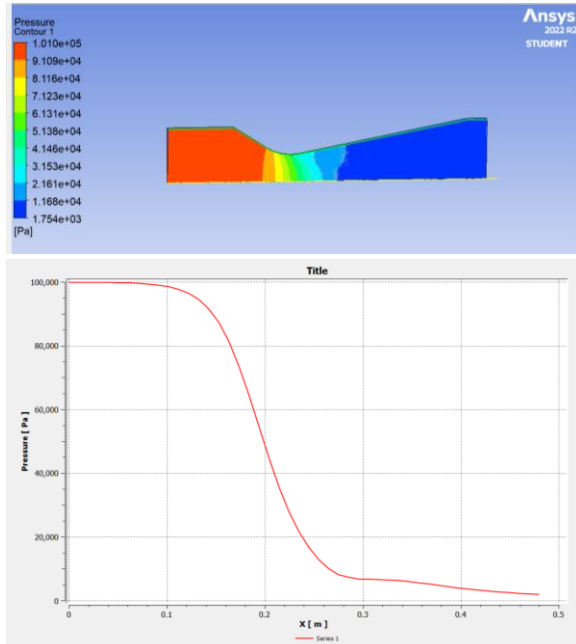 Pressure
Contour 1
1.010e+05
9.109e+04
8.116e+04
7.123e+04
6.131e+04
5.138e+04
4.146e+04
3.153e+04
2.161e+04
1.168e+04
1.754e+03
[Pa]
Ansys
2022 R2
STUDENT
Title
100,000
80,000
60,000
40,000
20,000
0
Pressure [ Pa ]
0 0.1 0.2 0.3 0.4 0.5
X [ m ]
Series 1